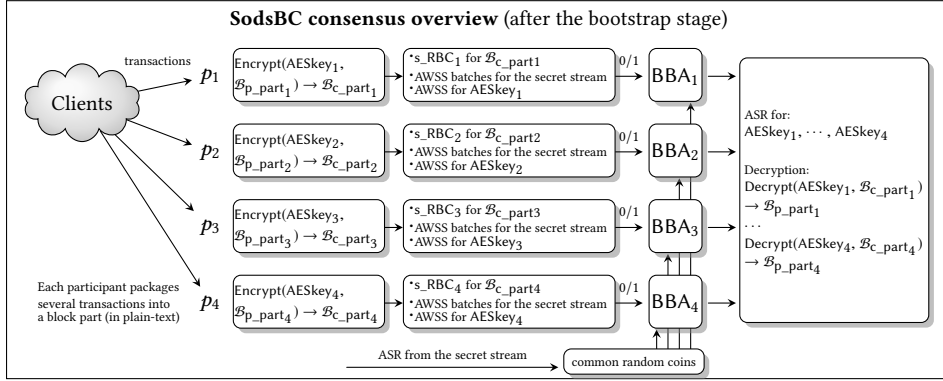 SodsBC consensus overview (after the bootstrap stage)
Clients
transactions
p₁
Encrypt(AESkey₁,
ℬp_part₁) → ℬc_part₁
•s_RBC₁ for ℬc_part1
•AWSS batches for the secret stream
•AWSS for AESkey₁
0/1
BBA₁
p₂
Encrypt(AESkey₂,
ℬp_part₂) → ℬc_part₂
•s_RBC₂ for ℬc_part2
•AWSS batches for the secret stream
•AWSS for AESkey₂
0/1
BBA₂
p₃
Encrypt(AESkey₃,
ℬp_part₃) → ℬc_part₃
•s_RBC₃ for ℬc_part3
•AWSS batches for the secret stream
•AWSS for AESkey₃
0/1
BBA₃
p₄
Encrypt(AESkey₄,
ℬp_part₄) → ℬc_part₄
•s_RBC₄ for ℬc_part4
•AWSS batches for the secret stream
•AWSS for AESkey₄
0/1
BBA₄
ASR for:
AESkey₁, ⋯ , AESkey₄
Decryption:
Decrypt(AESkey₁, ℬc_part₁)
→ ℬp_part₁
⋯
Decrypt(AESkey₄, ℬc_part₄)
→ ℬp_part₄
Each participant packages
several transactions into
a block part (in plain-text)
ASR from the secret stream
common random coins